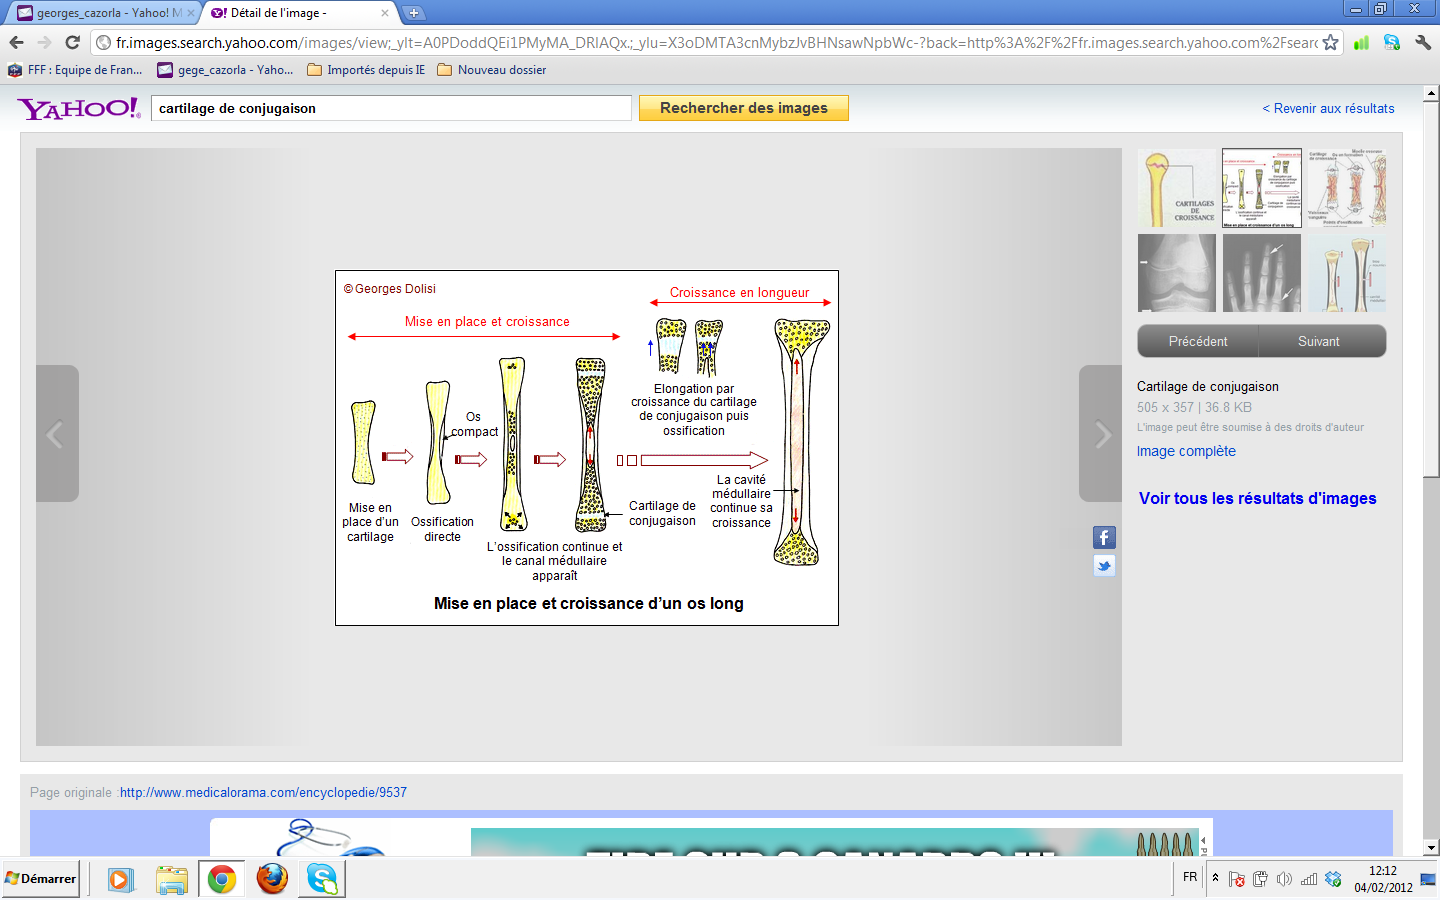 georges_cazorla - Yahoo! M
Détail de l'image -
fr.images.search.yahoo.com/images/view;_ylt=A0PDoddQEi1PMyMA_DRlAQx.;_ylu=X3oDMTA3cnMybzJvBHNsawNpbWc-?back=http%3A%2F%2Ffr.images.search.yahoo.com%2Fsearc
FFF : Equipe de Fran...
gege_cazorla - Yaho...
Importés depuis IE
Nouveau dossier
YAHOO!
cartilage de conjugaison
Rechercher des images
< Revenir aux résultats
© Georges Dolisi
Croissance en longueur
Mise en place et croissance
Elongation par
croissance du cartilage
de conjugaison puis
ossification
Os
compact
La cavité
médullaire
continue sa
croissance
Mise en
place d'un
cartilage
Ossification
directe
Cartilage de
conjugaison
L'ossification continue et
le canal médullaire
apparaît
Mise en place et croissance d'un os long
CARTILAGES
DE
CROISSANCE
Précédent
Suivant
Cartilage de conjugaison
505 x 357 | 36.8 KB
L'image peut être soumise à des droits d'auteur
Image complète
Voir tous les résultats d'images
Page originale :http://www.medicalorama.com/encyclopedie/9537
Démarrer
FR
12:12
04/02/2012